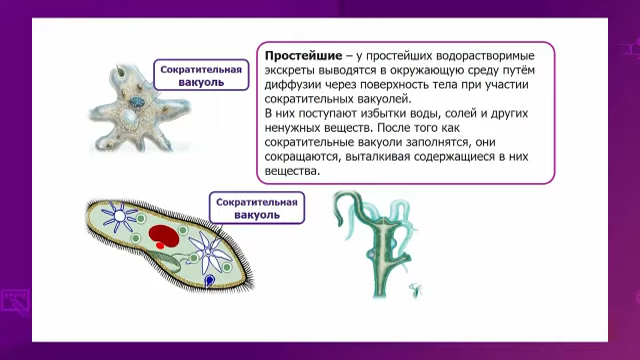 Сократительная
вакуоль
Простейшие – у простейших водорастворимые
экскреты выводятся в окружающую среду путём
диффузии через поверхность тела при участии
сократительных вакуолей.
В них поступают избытки воды, солей и других
ненужных веществ. После того как
сократительные вакуоли заполнятся, они
сокращаются, выталкивая содержащиеся в них
вещества.
Сократительная
вакуоль